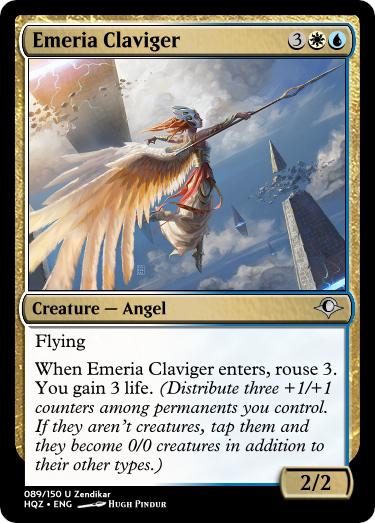 Emeria Claviger 3
Creature — Angel
Flying
When Emeria Claviger enters, rouse 3.
You gain 3 life. (Distribute three +1/+1
counters among permanents you control.
If they aren't creatures, tap them and
they become 0/0 creatures in addition to
their other types.)
2/2
089/150 U Zendikar
HQZ • ENG Hugh Pindur